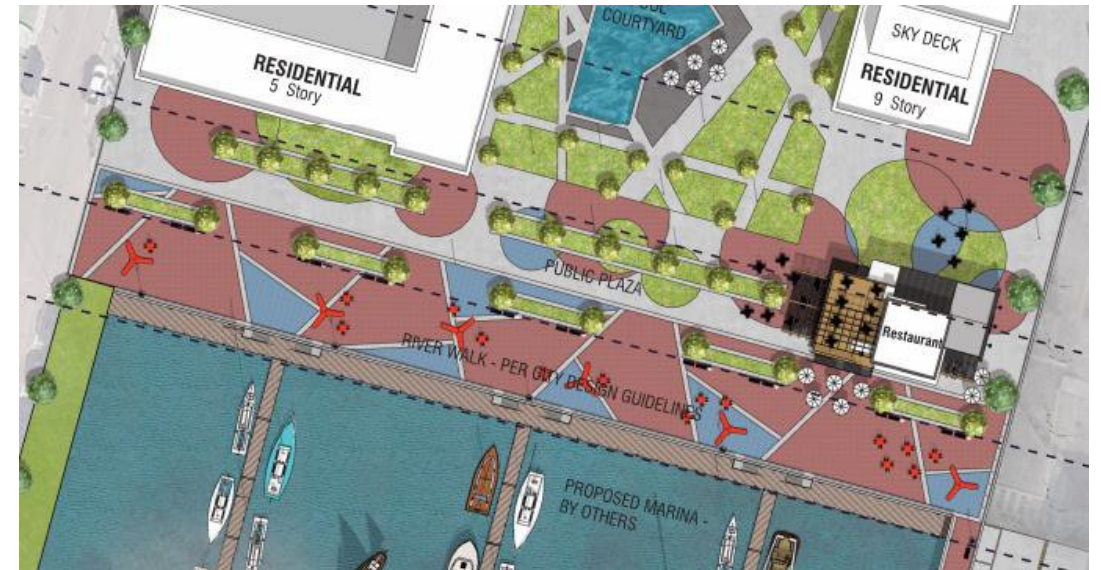 COURTYARD
SKY DECK
RESIDENTIAL
5 Story
RESIDENTIAL
9 Story
PUBLIC PLAZA
Restaurant
RIVER WALK - PER CITY DESIGN GUIDELINES
PROPOSED MARINA -
BY OTHERS